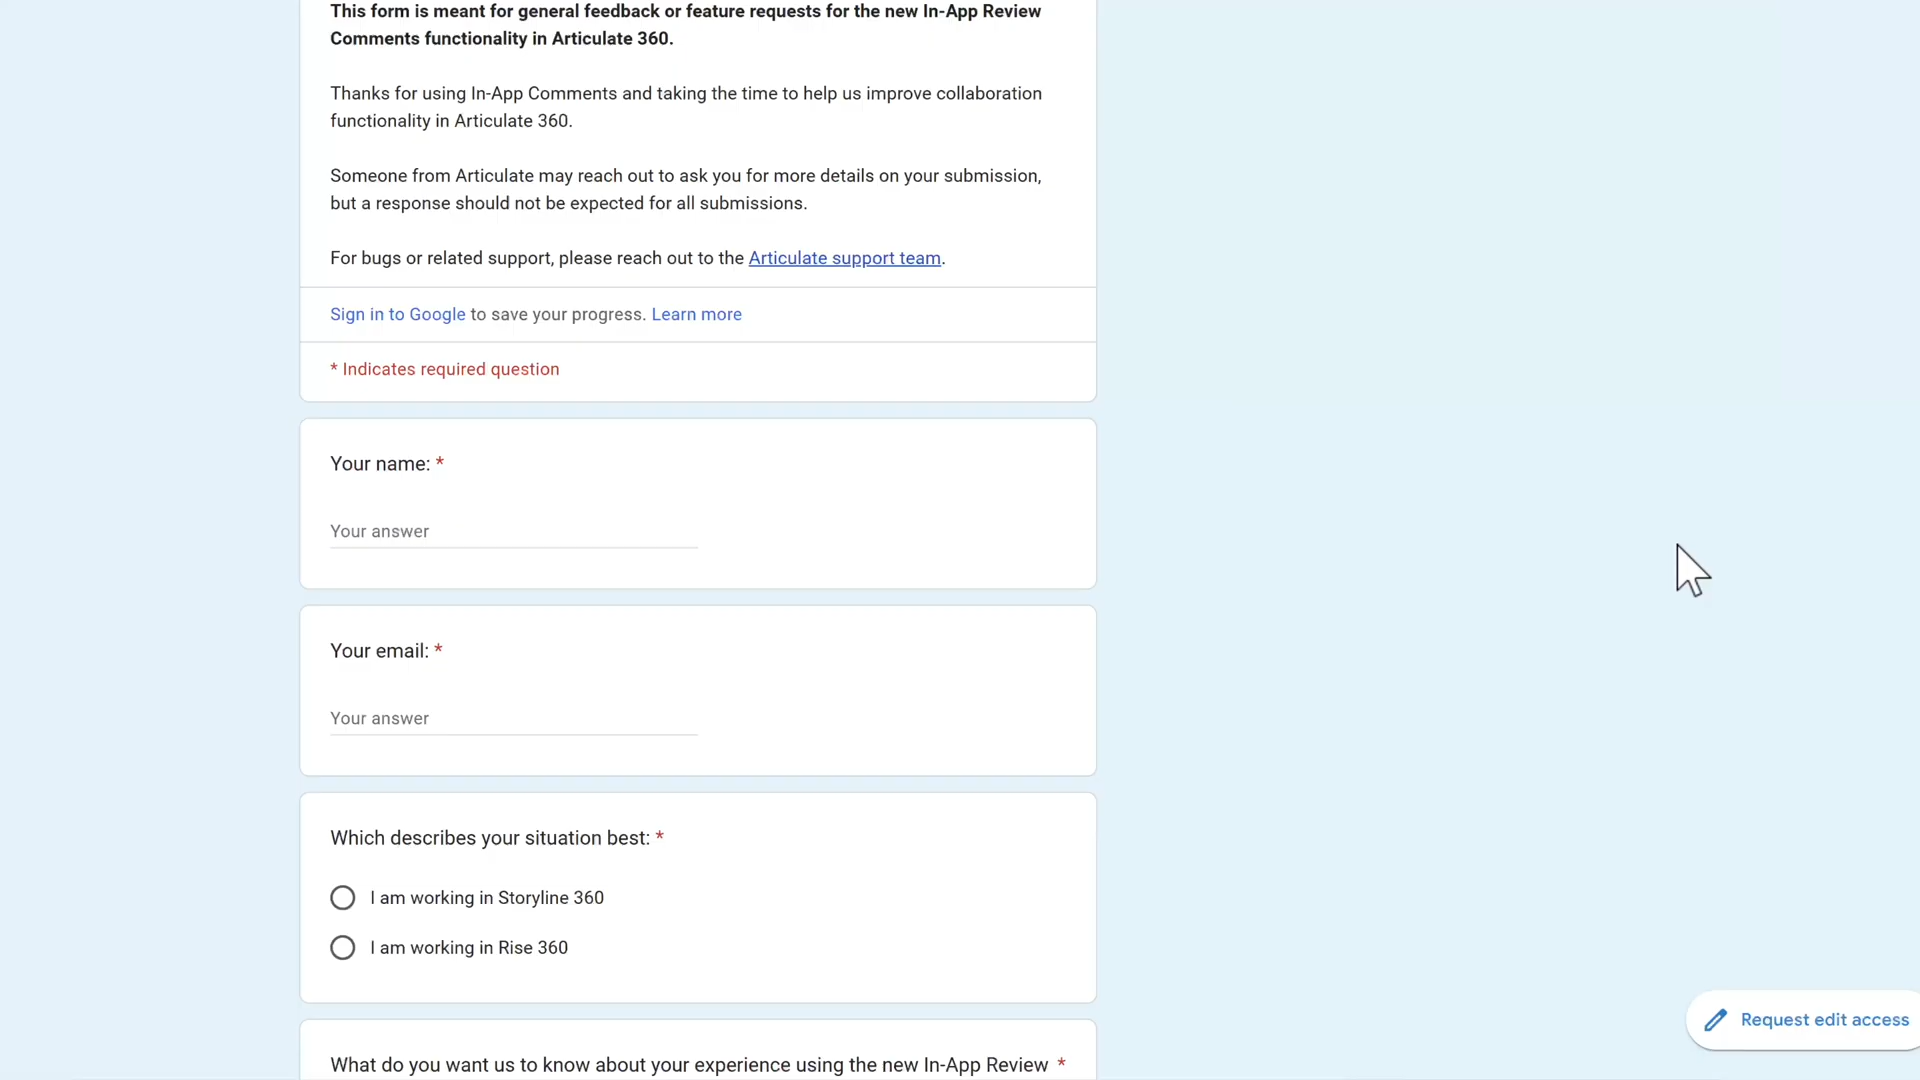 This form is meant for general feedback or feature requests for the new In-App Review
Comments functionality in Articulate 360.
Thanks for using In-App Comments and taking the time to help us improve collaboration
functionality in Articulate 360.
Someone from Articulate may reach out to ask you for more details on your submission,
but a response should not be expected for all submissions.
For bugs or related support, please reach out to the Articulate support team.
Sign in to Google to save your progress. Learn more
* Indicates required question
Your name: *
Your answer
Your email: *
Your answer
Which describes your situation best: *
I am working in Storyline 360
I am working in Rise 360
Request edit access
What do you want us to know about your experience using the new In-App Review *